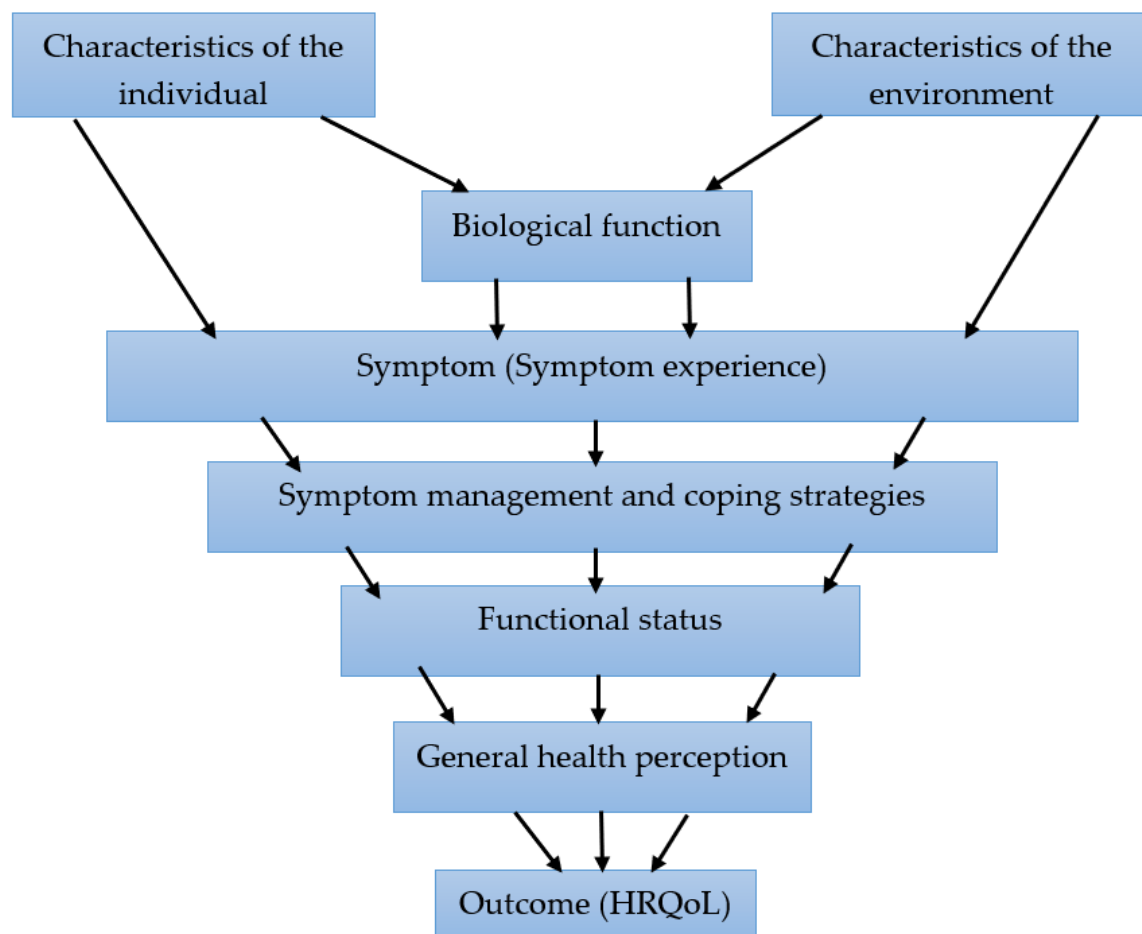 Characteristics of the
individual
Characteristics of the
environment
Biological function
Symptom (Symptom experience)
Symptom management and coping strategies
Functional status
General health perception
Outcome (HRQoL)